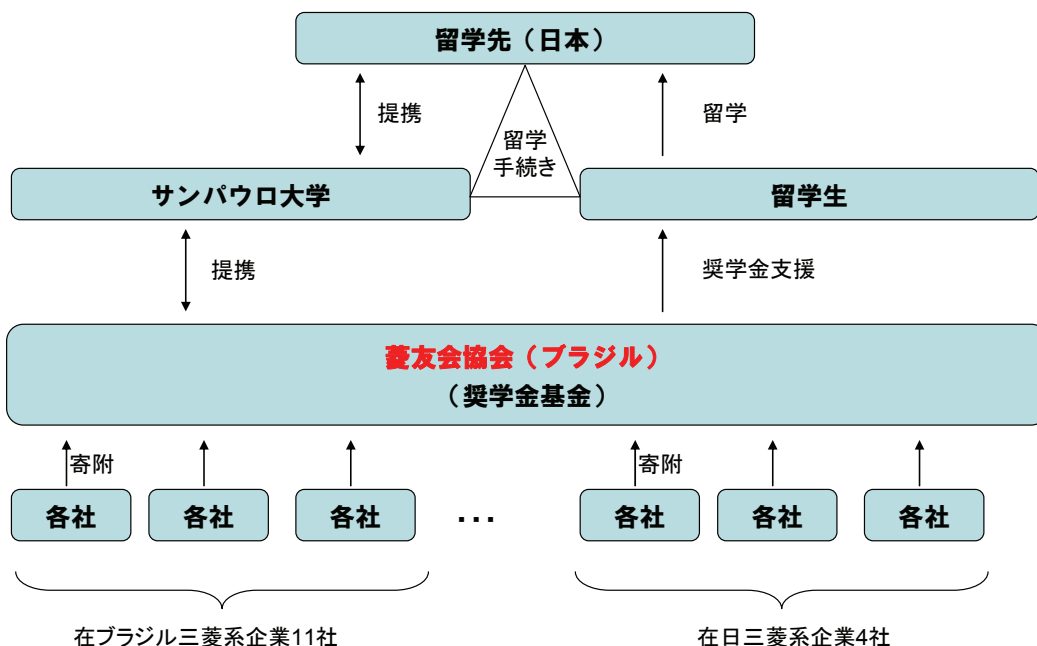 留学先（日本）
提携
留学
留学
手続き
サンパウロ大学
留学生
提携
奨学金支援
菱友会協会（ブラジル）
（奨学金基金）
寄附
寄附
各社
各社
各社
…
各社
各社
各社
在ブラジル三菱系企業11社
在日三菱系企業4社